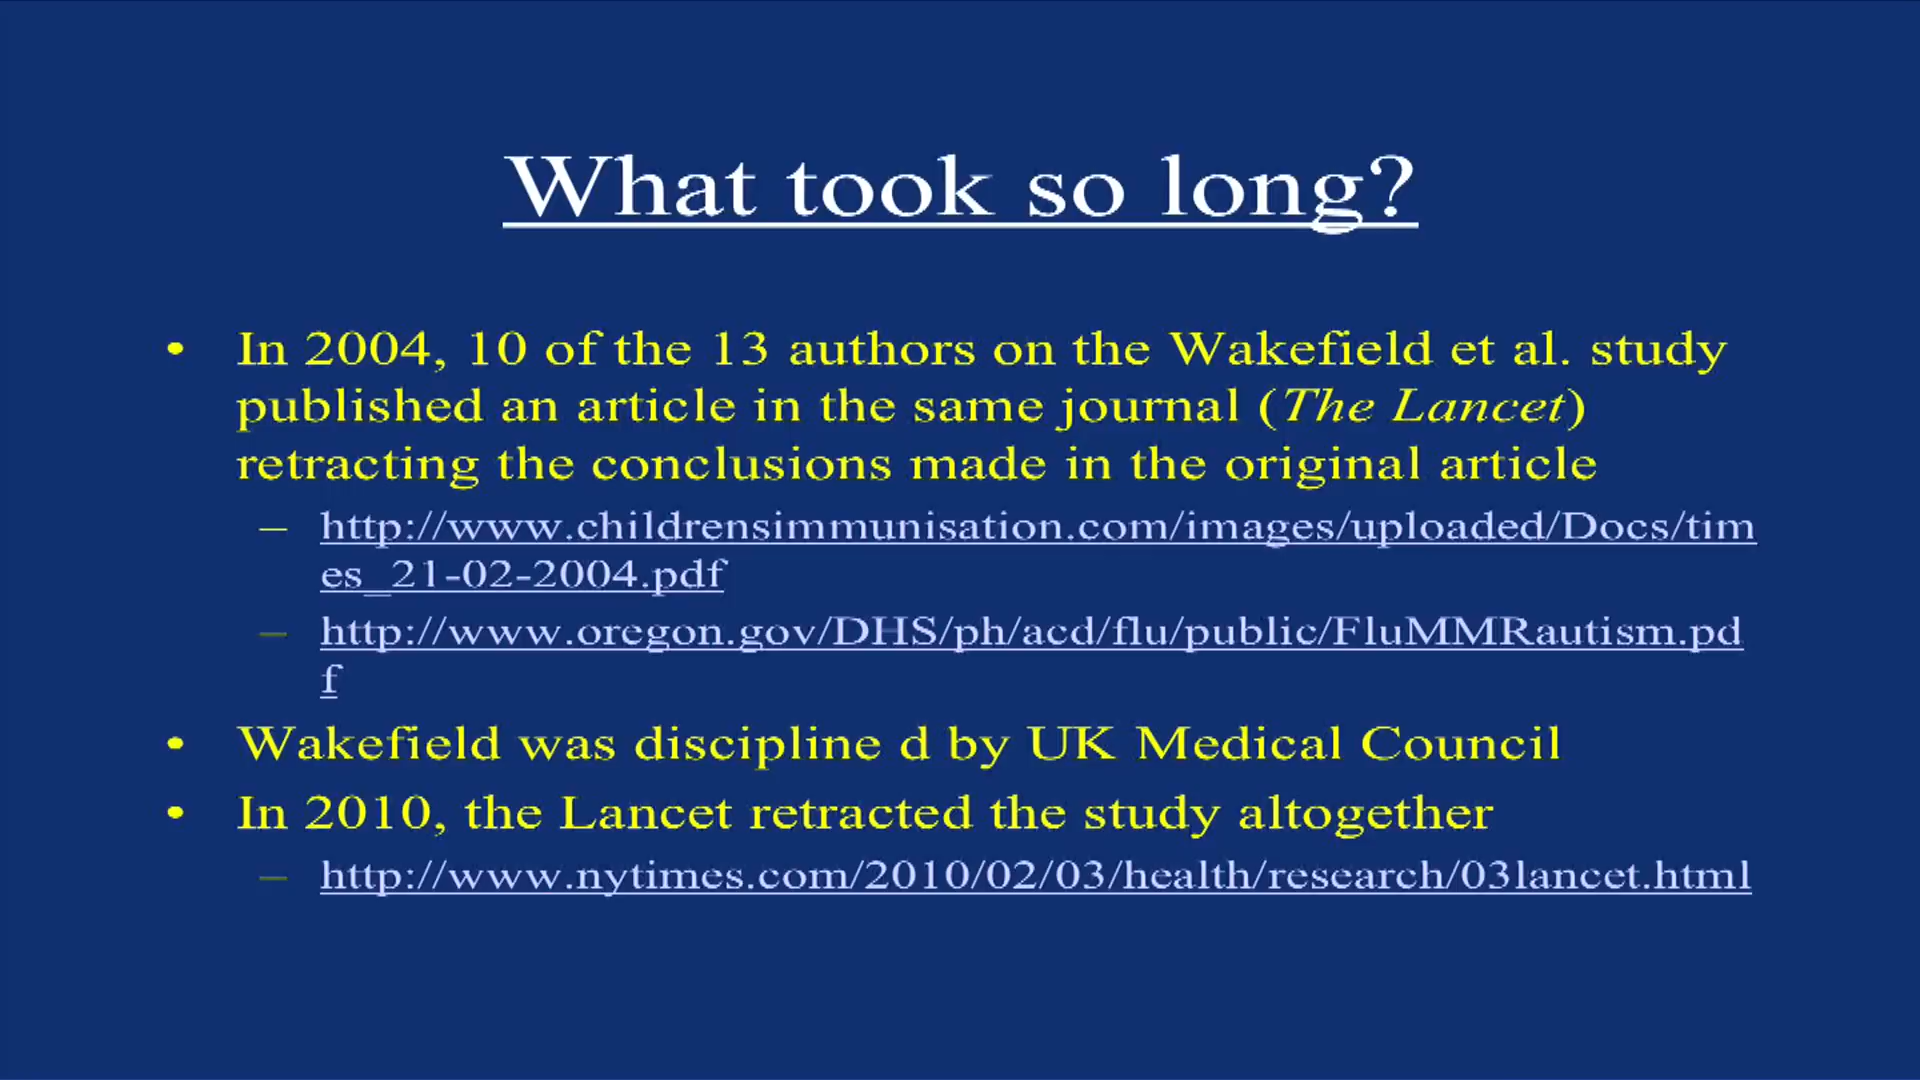 What took so long?
• In 2004, 10 of the 13 authors on the Wakefield et al. study
published an article in the same journal (The Lancet)
retracting the conclusions made in the original article
– http://www.childrensimmunisation.com/images/uploaded/Docs/tim
es_21-02-2004.pdf
– http://www.oregon.gov/DHS/ph/acd/flu/public/FluMMRautism.pd
f
• Wakefield was discipline d by UK Medical Council
• In 2010, the Lancet retracted the study altogether
– http://www.nytimes.com/2010/02/03/health/research/03lancet.html